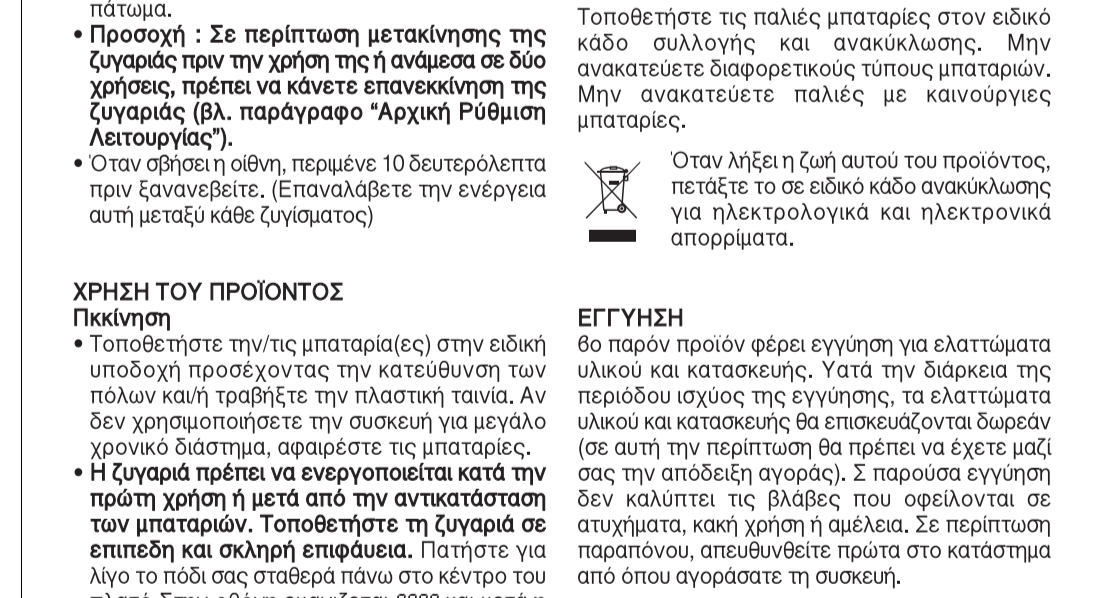 πάτωμα.
• Προσοχή : Σε περίπτωση μετακίνησης της
ζυγαριάς πριν την χρήση της ή ανάμεσα σε δύο
χρήσεις, πρέπει να κάνετε επανεκκίνηση της
ζυγαριάς (βλ. παράγραφο “Αρχική Ρύθμιση
Λειτουργίας”).
• Όταν σβήσει η οίθνη, περιμένε 10 δευτερόλεπτα
πριν ξανανεβείτε. (Επαναλάβετε την ενέργεια
αυτή μεταξύ κάθε ζυγίσματος)
ΧΡΗΣΗ ΤΟΥ ΠΡΟΪΟΝΤΟΣ
Πκκίνηση
• Τοποθετήστε την/τις μπαταρία(ες) στην ειδική
υποδοχή προσέχοντας την κατεύθυνση των
πόλων και/ή τραβήξτε την πλαστική ταινία. Αν
δεν χρησιμοποιήσετε την συσκευή για μεγάλο
χρονικό διάστημα, αφαιρέστε τις μπαταρίες.
• Η ζυγαριά πρέπει να ενεργοποιείται κατά την
πρώτη χρήση ή μετά από την αντικατάσταση
των μπαταριών. Τοποθετήστε τη ζυγαριά σε
επιπεδη και σκληρή επιφάυεια. Πατήστε για
λίγο το πόδι σας σταθερά πάνω στο κέντρο του
Τοποθετήστε τις παλιές μπαταρίες στον ειδικό
κάδο συλλογής και ανακύκλωσης. Μην
ανακατεύετε διαφορετικούς τύπους μπαταριών.
Μην ανακατεύετε παλιές με καινούργιες
μπαταρίες.
Όταν λήξει η ζωή αυτού του προϊόντος,
πετάξτε το σε ειδικό κάδο ανακύκλωσης
για ηλεκτρολογικά και ηλεκτρονικά
απορρίματα.
ΕΓΓΥΗΣΗ
βο παρόν προϊόν φέρει εγγύηση για ελαττώματα
υλικού και κατασκευής. Υατά την διάρκεια της
περιόδου ισχύος της εγγύησης, τα ελαττώματα
υλικού και κατασκευής θα επισκευάζονται δωρεάν
(σε αυτή την περίπτωση θα πρέπει να έχετε μαζί
σας την απόδειξη αγοράς). Σ παρούσα εγγύηση
δεν καλύπτει τις βλάβες που οφείλονται σε
ατυχήματα, κακή χρήση ή αμέλεια. Σε περίπτωση
παραπόνου, απευθυνθείτε πρώτα στο κατάστημα
από όπου αγοράσατε τη συσκευή.